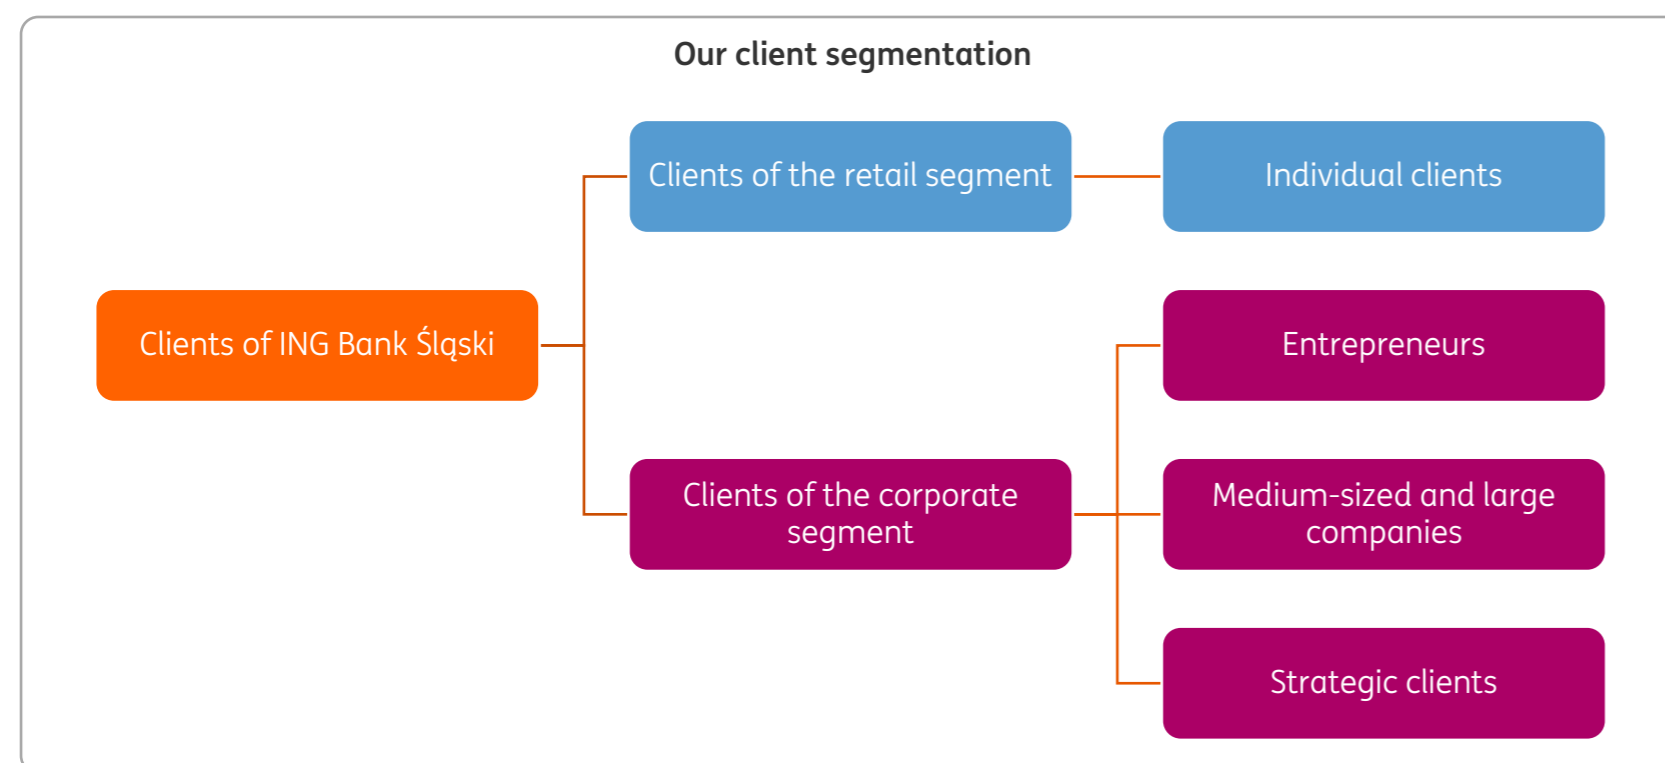 Our client segmentation
Clients of the retail segment
Individual clients
Clients of ING Bank Śląski
Entrepreneurs
Clients of the corporate
segment
Medium-sized and large
companies
Strategic clients